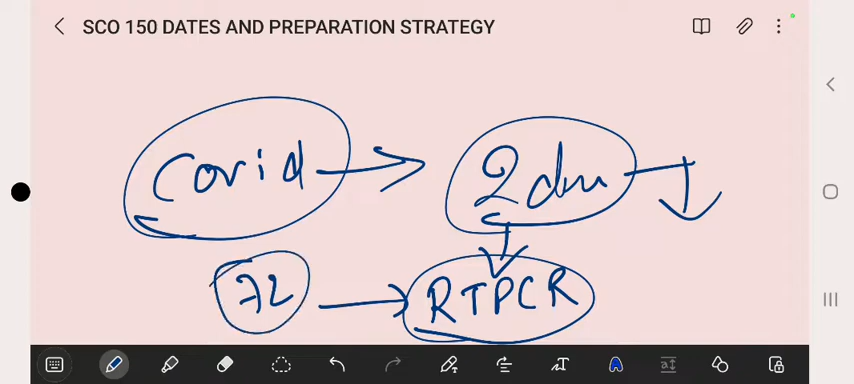 SCO 150 DATES AND PREPARATION STRATEGY
Covid 2dm
72 RTPCR